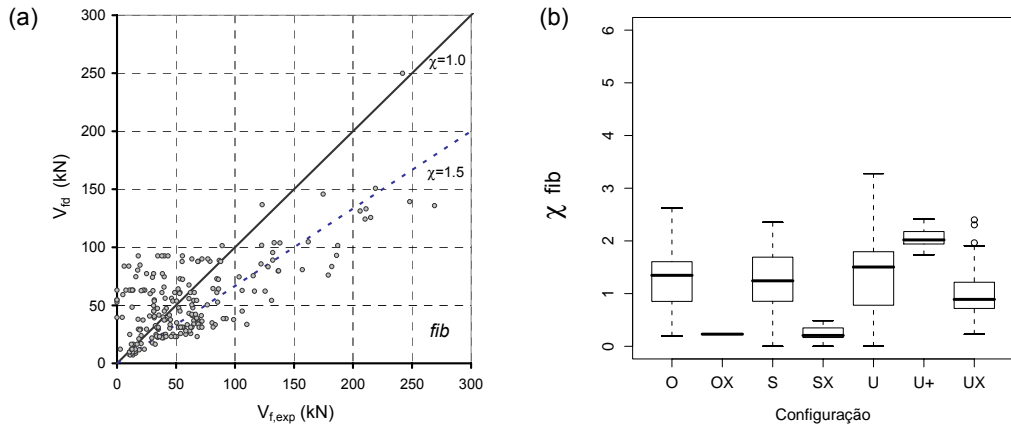 (a)
300
250
200
150
100
50
0
V_fd (kN)
χ=1.0
χ=1.5
fib
0 50 100 150 200 250 300
V_f,exp (kN)
(b)
6
5
4
3
2
1
0
χ fib
O OX S SX U U+ UX
Configuração